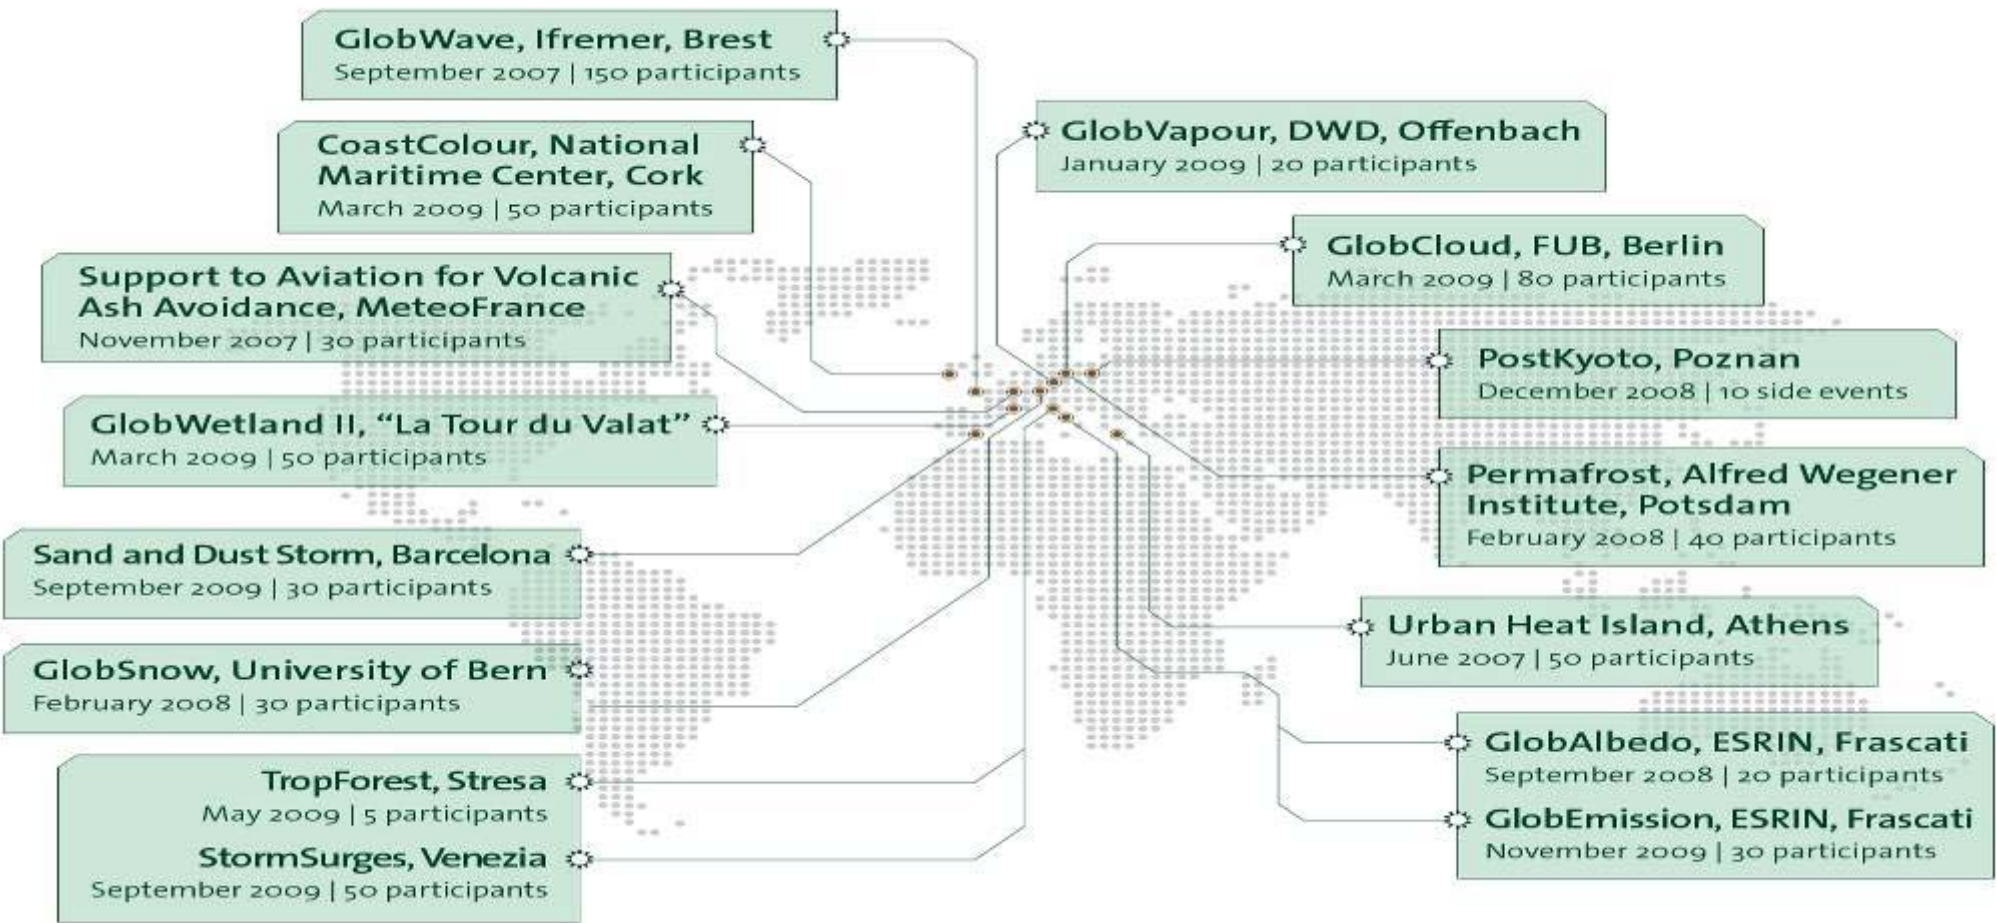 GlobWave, Ifremer, Brest
September 2007 | 150 participants
CoastColour, National
Maritime Center, Cork
March 2009 | 50 participants
Support to Aviation for Volcanic
Ash Avoidance, MeteoFrance
November 2007 | 30 participants
GlobWetland II, “La Tour du Valat”
March 2009 | 50 participants
Sand and Dust Storm, Barcelona
September 2009 | 30 participants
GlobSnow, University of Bern
February 2008 | 30 participants
TropForest, Stresa
May 2009 | 5 participants
StormSurges, Venezia
September 2009 | 50 participants
GlobVapour, DWD, Offenbach
January 2009 | 20 participants
GlobCloud, FUB, Berlin
March 2009 | 80 participants
PostKyoto, Poznan
December 2008 | 10 side events
Permafrost, Alfred Wegener
Institute, Potsdam
February 2008 | 40 participants
Urban Heat Island, Athens
June 2007 | 50 participants
GlobAlbedo, ESRIN, Frascati
September 2008 | 20 participants
GlobEmission, ESRIN, Frascati
November 2009 | 30 participants